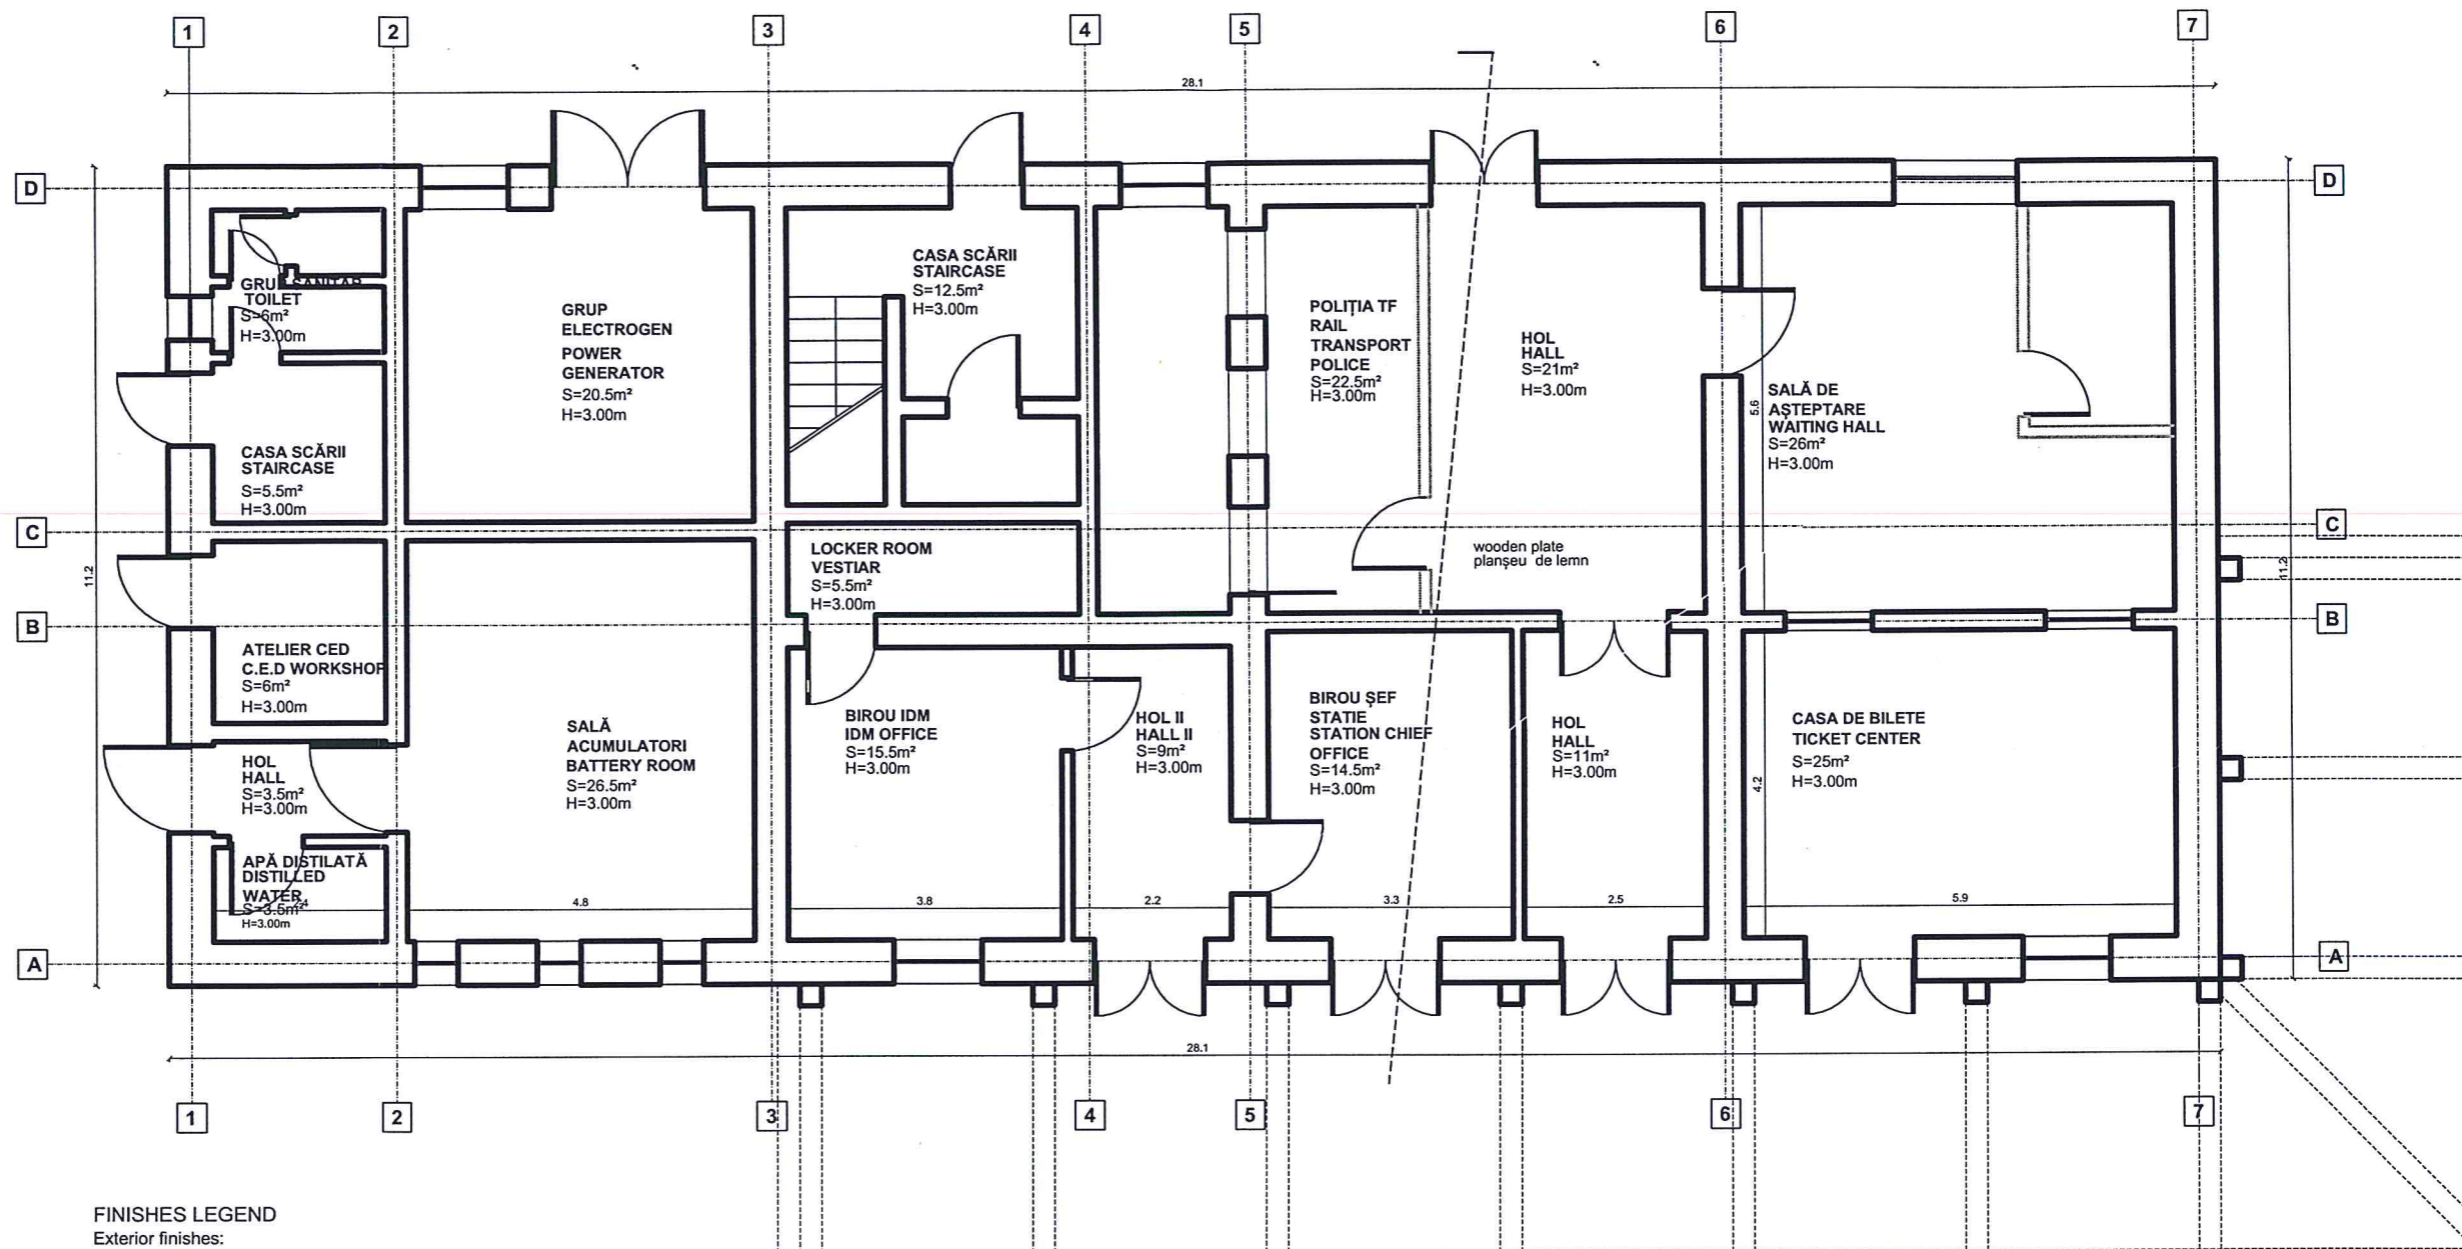 1 2 3 4 5 6 7
28.1
D D
CASA SCĂRII
STAIRCASE
S=12.5m²
H=3.00m
GRUP SANITAR
TOILET
S=6m²
H=3.00m
GRUP
ELECTROGEN
POWER
GENERATOR
S=20.5m²
H=3.00m
POLIȚIA TF
RAIL
TRANSPORT
POLICE
S=22.5m²
H=3.00m
HOL
HALL
S=21m²
H=3.00m
5.6
SALĂ DE
AȘTEPTARE
WAITING HALL
S=26m²
H=3.00m
CASA SCĂRII
STAIRCASE
S=5.5m²
H=3.00m
C C
11.2
11.2
LOCKER ROOM
VESTIAR
S=5.5m²
H=3.00m
wooden plate
planșeu de lemn
B B
ATELIER CED
C.E.D WORKSHOP
S=6m²
H=3.00m
SALĂ
ACUMULATORI
BATTERY ROOM
S=26.5m²
H=3.00m
BIROU IDM
IDM OFFICE
S=15.5m²
H=3.00m
HOL II
HALL II
S=9m²
H=3.00m
BIROU ȘEF
STATIE
STATION CHIEF
OFFICE
S=14.5m²
H=3.00m
HOL
HALL
S=11m²
H=3.00m
4.2
CASA DE BILETE
TICKET CENTER
S=25m²
H=3.00m
HOL
HALL
S=3.5m²
H=3.00m
APĂ DISTILATĂ
DISTILLED
WATER
S=3.5m²
H=3.00m
4.8 3.8 2.2 3.3 2.5 5.9
A A
28.1
1 2 3 4 5 6 7
FINISHES LEGEND
Exterior finishes: